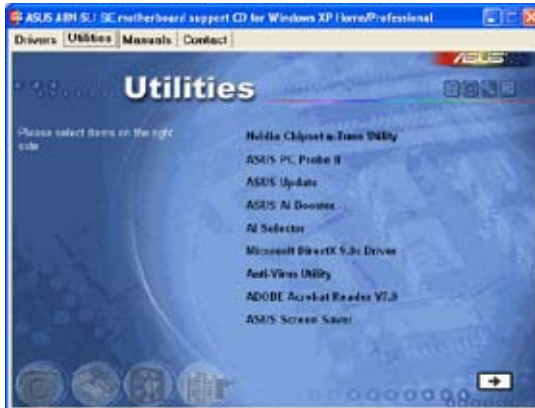 ASUS A8N SLI SE motherboard support CD for Windows XP Home/Professional
Drivers Utilities Manuals Contact
ASUS
Utilities
Please select items on the right
side
Nvidia Chipset nTune Utility
ASUS PC Probe II
ASUS Update
ASUS AI Booster
AI Selector
Microsoft DirectX 9.0c Driver
Anti-Virus Utility
ADOBE Acrobat Reader V7.0
ASUS Screen Saver